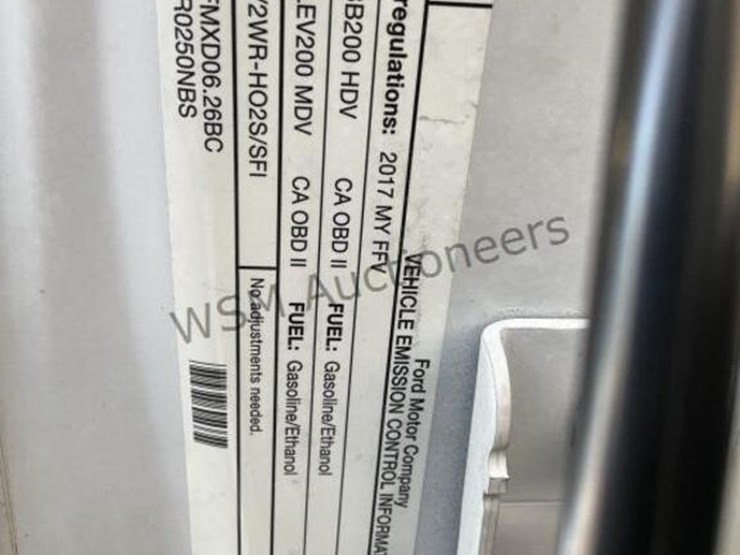 Ford Motor Company
VEHICLE EMISSION CONTROL INFORMA
regulations: 2017 MY FFV
B200 HDV CA OBD II FUEL: Gasoline/Ethanol
EV200 MDV CA OBD II FUEL: Gasoline/Ethanol
2WR-HO2S/SFI No adjustments needed.
FMXD06.26BC
R0250NBS
WSM Auctioneers